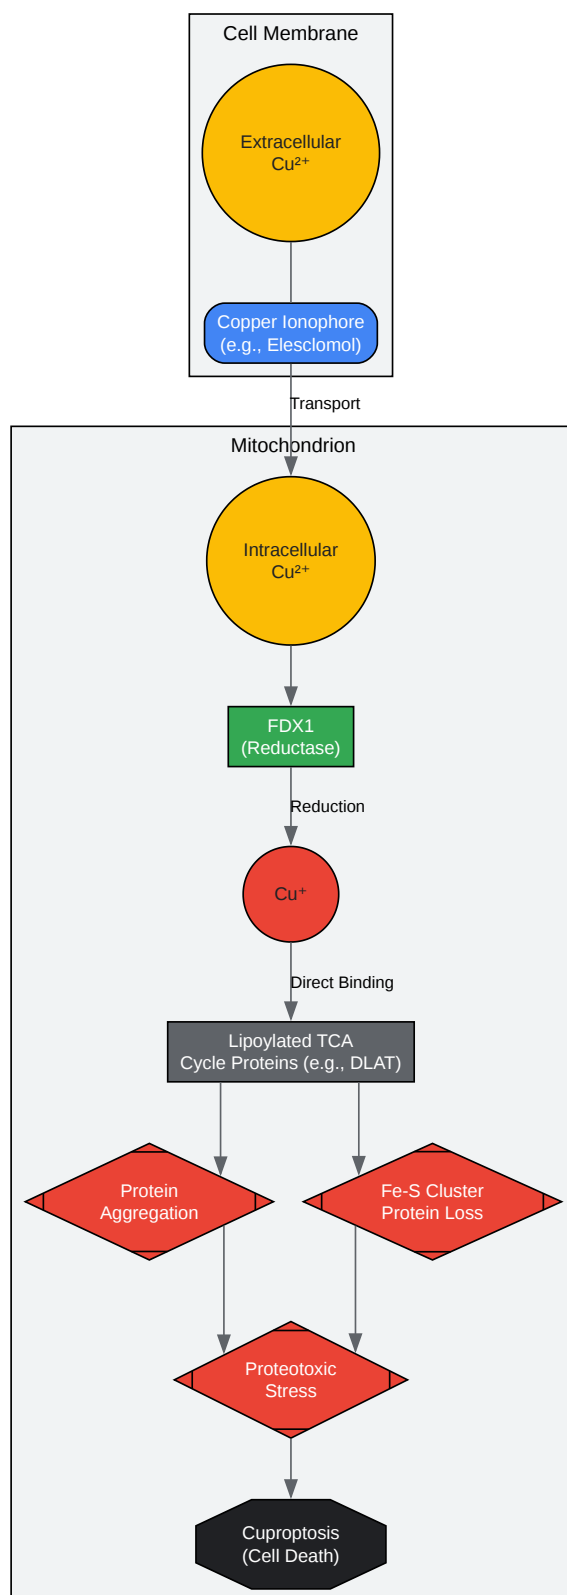 Cell Membrane
Extracellular
Cu²⁺
Copper Ionophore
(e.g., Elesclomol)
Transport
Mitochondrion
Intracellular
Cu²⁺
FDX1
(Reductase)
Reduction
Cu⁺
Direct Binding
Lipoylated TCA
Cycle Proteins (e.g., DLAT)
Protein
Aggregation
Fe-S Cluster
Protein Loss
Proteotoxic
Stress
Cuproptosis
(Cell Death)